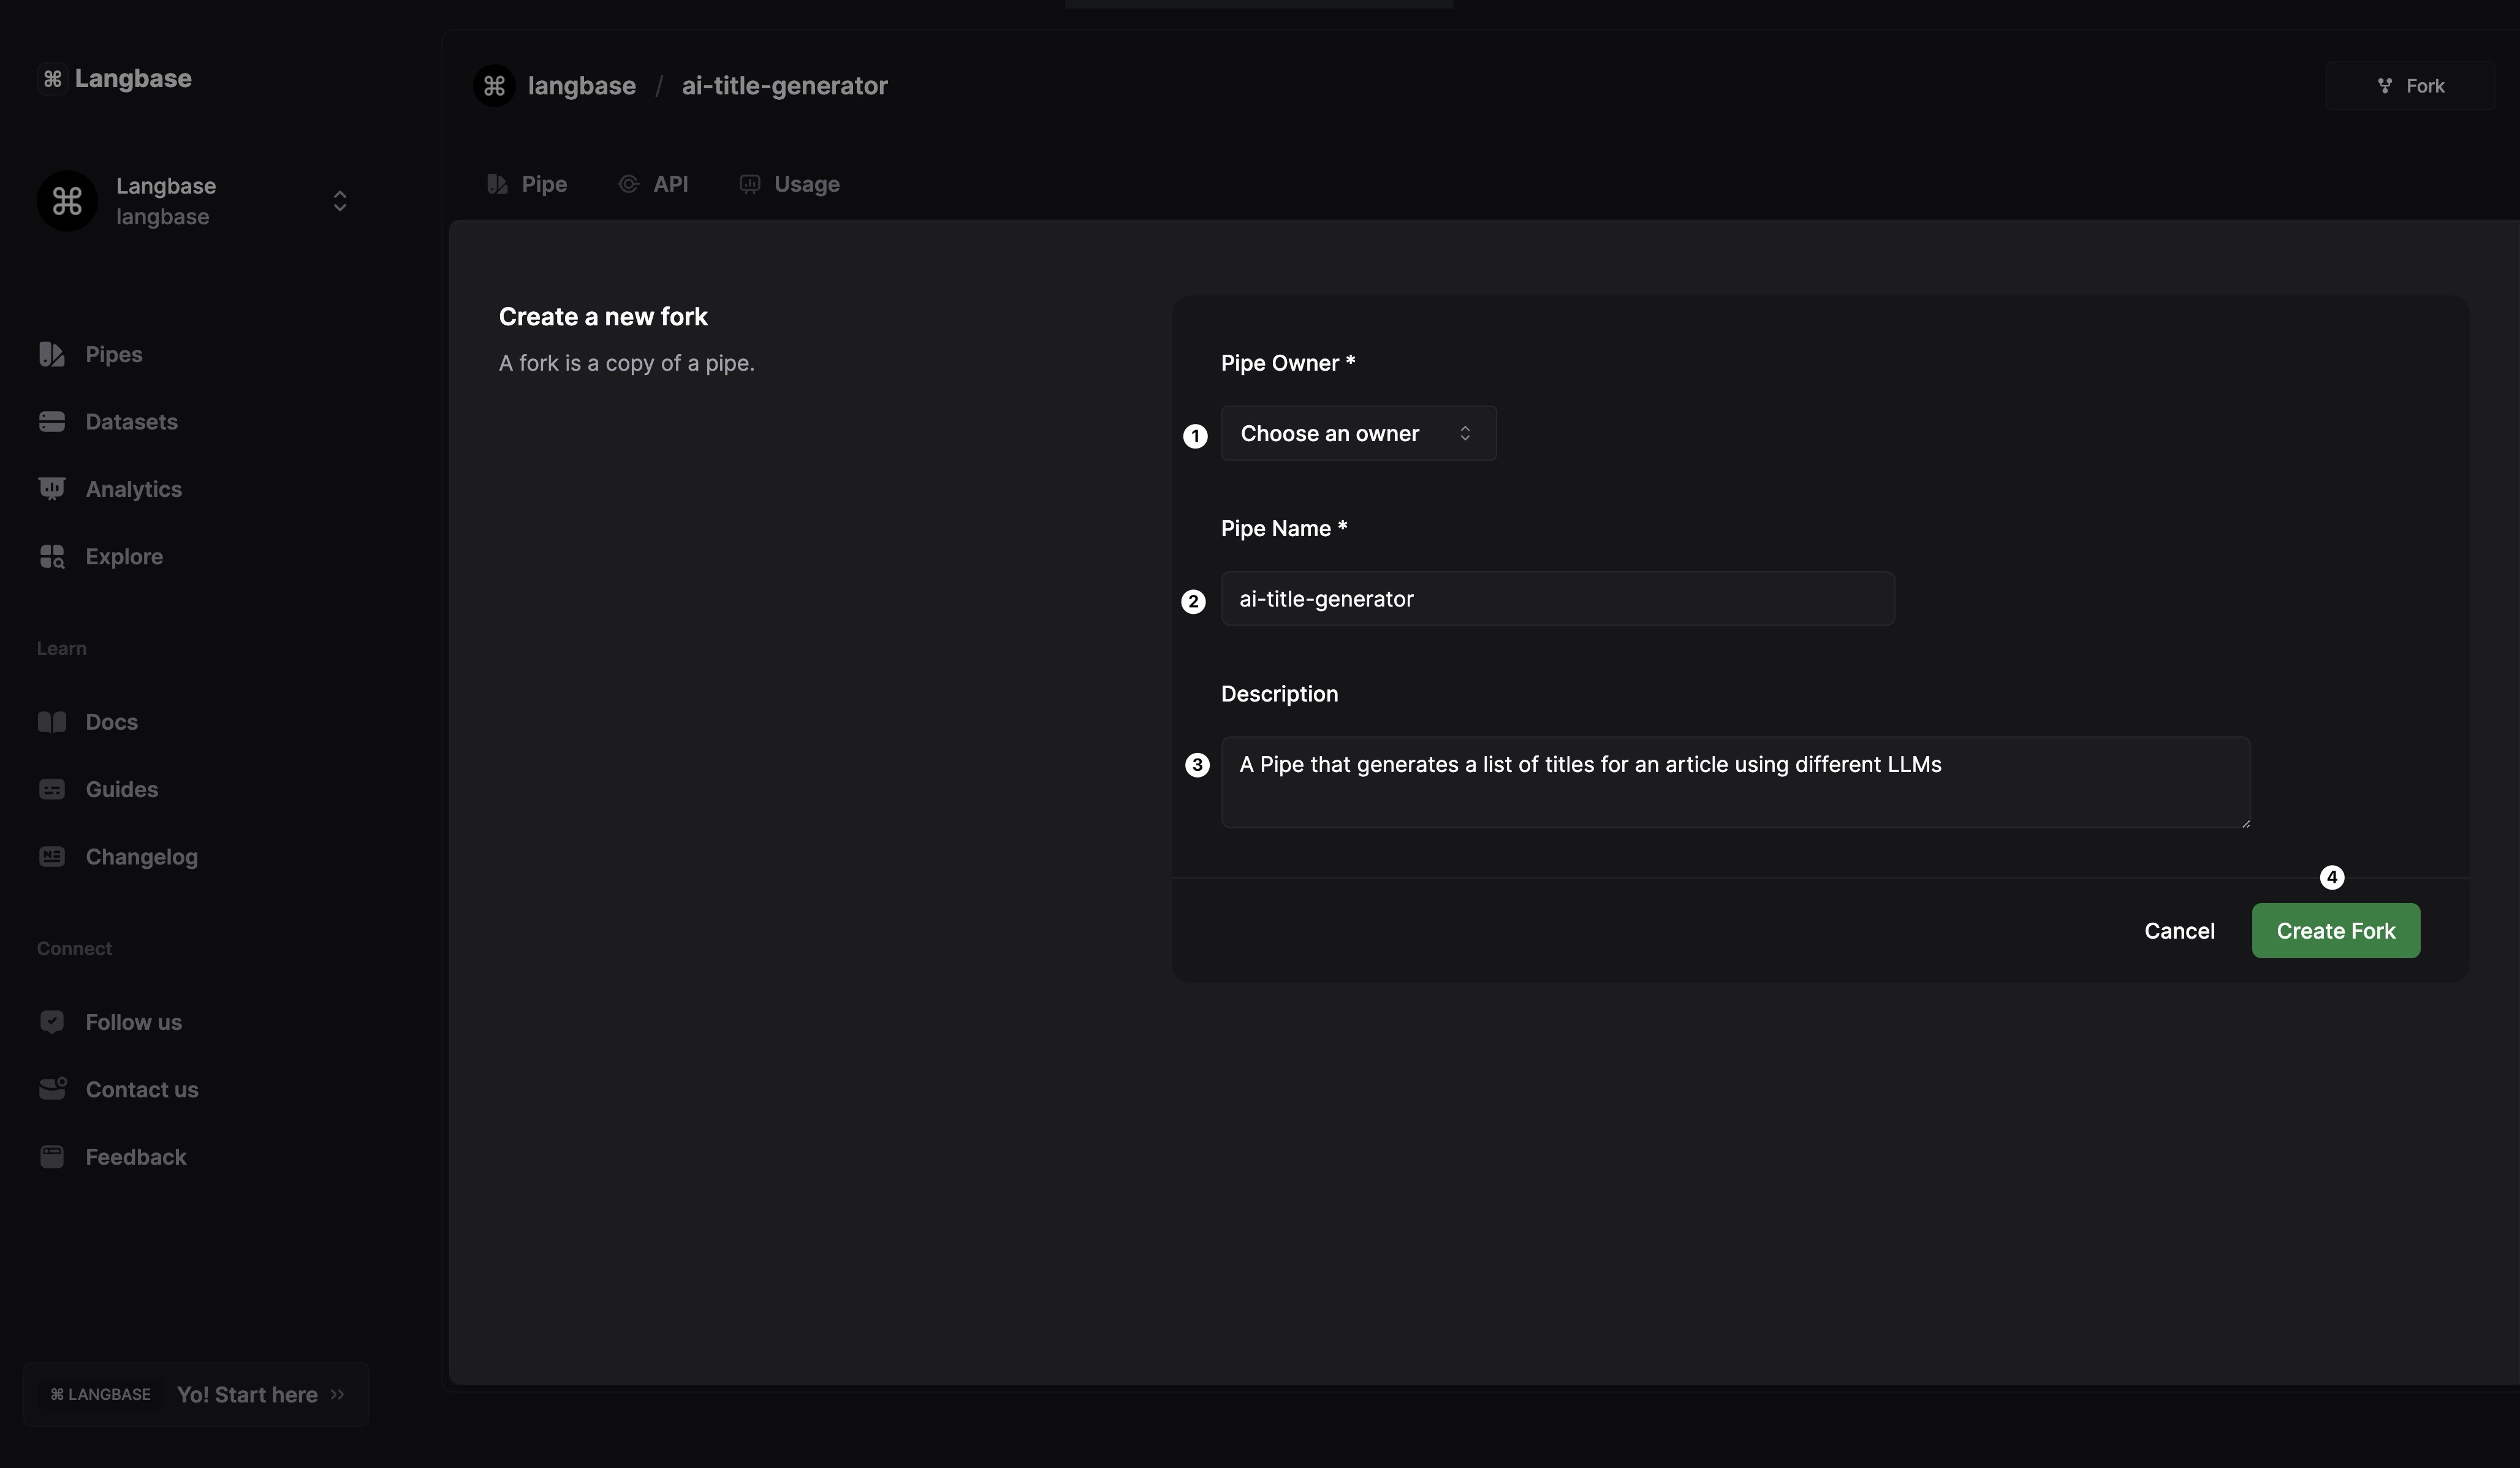 Langbase
langbase / ai-title-generator
Fork
Langbase
langbase
Pipe
API
Usage
Pipes
Datasets
Analytics
Explore
Learn
Docs
Guides
Changelog
Connect
Follow us
Contact us
Feedback
LANGBASE Yo! Start here
Create a new fork
A fork is a copy of a pipe.
Pipe Owner *
1 Choose an owner
Pipe Name *
2 ai-title-generator
Description
3 A Pipe that generates a list of titles for an article using different LLMs
4
Cancel
Create Fork